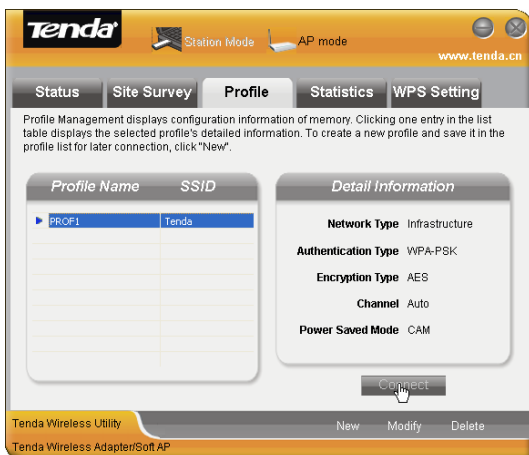 Tenda
Station Mode
AP mode
www.tenda.cn
Status
Site Survey
Profile
Statistics
WPS Setting
Profile Management displays configuration information of memory. Clicking one entry in the list
table displays the selected profile's detailed information. To create a new profile and save it in the
profile list for later connection, click "New".
Profile Name SSID
PROF1 Tenda
Detail Information
Network Type Infrastructure
Authentication Type WPA-PSK
Encryption Type AES
Channel Auto
Power Saved Mode CAM
Connect
Tenda Wireless Utility
New Modify Delete
Tenda Wireless Adapter/Soft AP